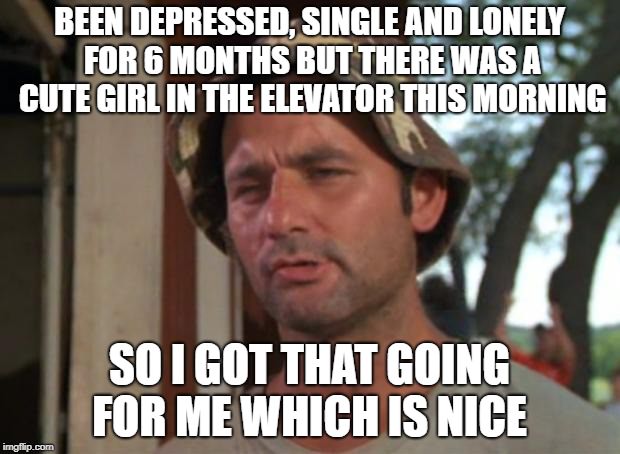 BEEN DEPRESSED, SINGLE AND LONELY
FOR 6 MONTHS BUT THERE WAS A
CUTE GIRL IN THE ELEVATOR THIS MORNING
SO I GOT THAT GOING
FOR ME WHICH IS NICE
imgflip.com